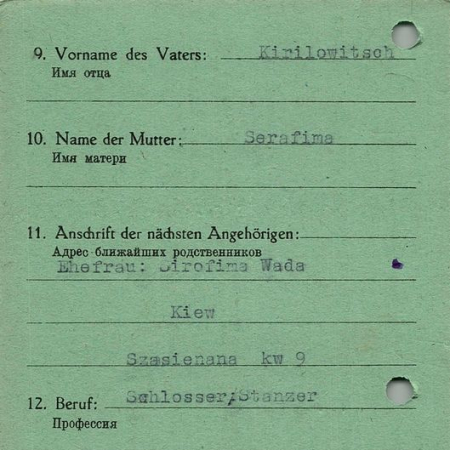 9. Vorname des Vaters: Kirilowitsch
Имя отца
10. Name der Mutter: Serafima
Имя матери
11. Anschrift der nächsten Angehörigen:
Адрес ближайших родственников
Ehefrau: Sirofima Wada
Kiew
Szasienana kw 9
12. Beruf: Schlosser, Stanzer
Профессия